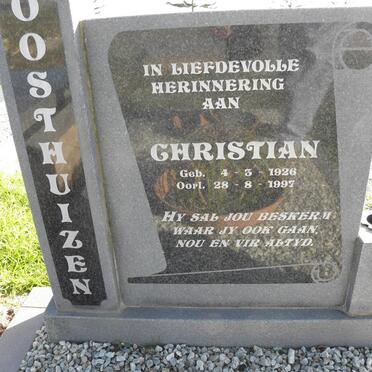 OOSTHUIZEN
IN LIEFDEVOLLE
HERINNERING
AAN
CHRISTIAN
Geb. 4 - 3 - 1926
Oorl. 28 - 8 - 1997
HY SAL JOU BESKERM
WAAR JY OOK GAAN,
NOU EN VIR ALTYD.